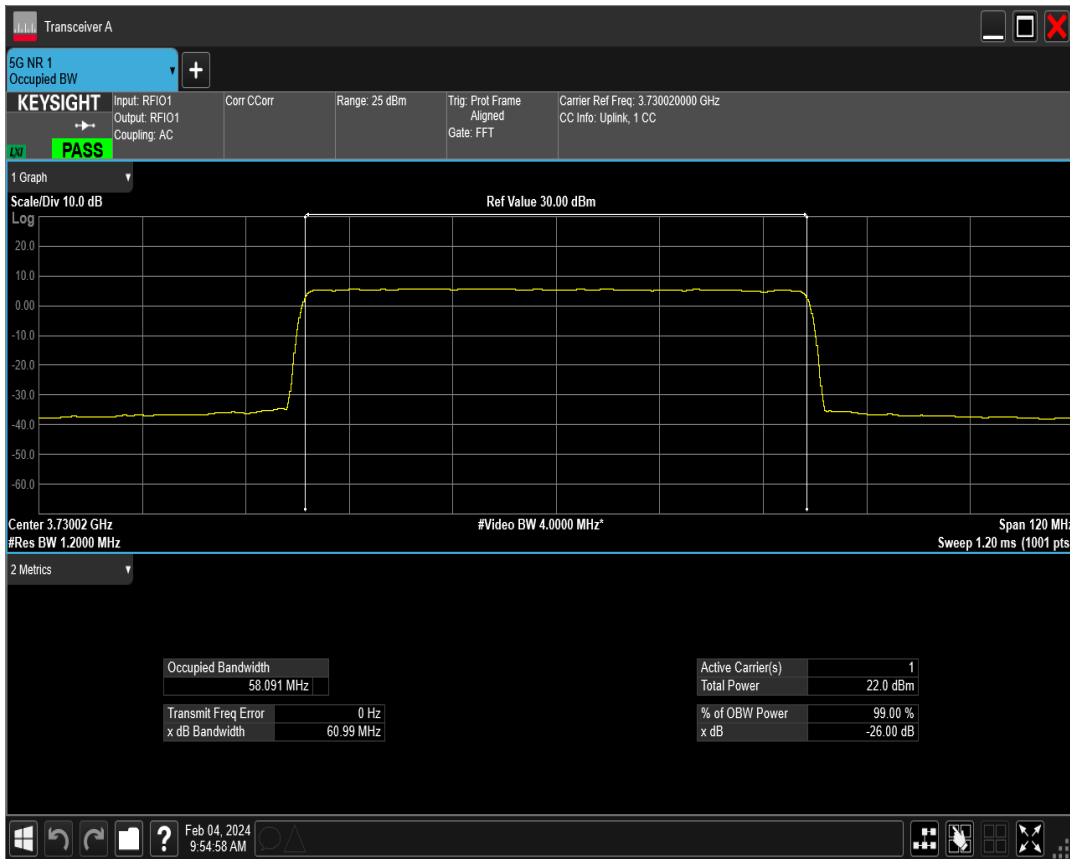 Transceiver A
5G NR 1
Occupied BW
KEYSIGHT
LXI
PASS
Input: RFIO1
Output: RFIO1
Coupling: AC
Corr CCorr
Range: 25 dBm
Trig: Prot Frame
Aligned
Gate: FFT
Carrier Ref Freq: 3.730020000 GHz
CC Info: Uplink, 1 CC
1 Graph
Scale/Div 10.0 dB
Ref Value 30.00 dBm
Log
20.0
10.0
0.00
-10.0
-20.0
-30.0
-40.0
-50.0
-60.0
Center 3.73002 GHz
#Video BW 4.0000 MHz*
Span 120 MHz
#Res BW 1.2000 MHz
Sweep 1.20 ms (1001 pts
2 Metrics
Occupied Bandwidth
58.091 MHz
Transmit Freq Error 0 Hz
x dB Bandwidth 60.99 MHz
Active Carrier(s) 1
Total Power 22.0 dBm
% of OBW Power 99.00 %
x dB -26.00 dB
?
Feb 04, 2024
9:54:58 AM